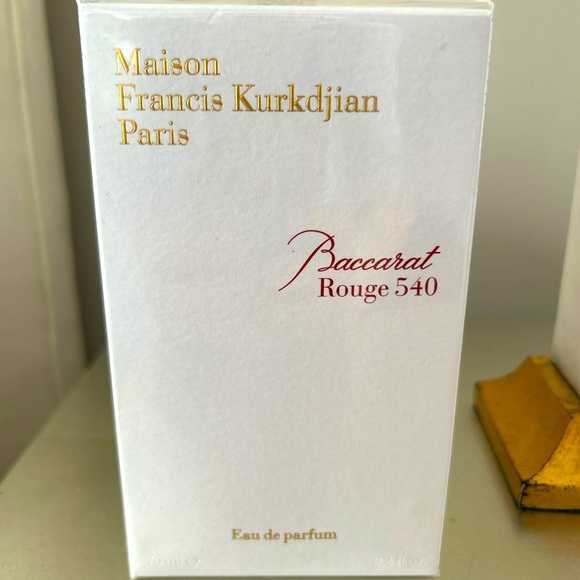 Maison
Francis Kurkdjian
Paris
Baccarat
Rouge 540
Eau de parfum